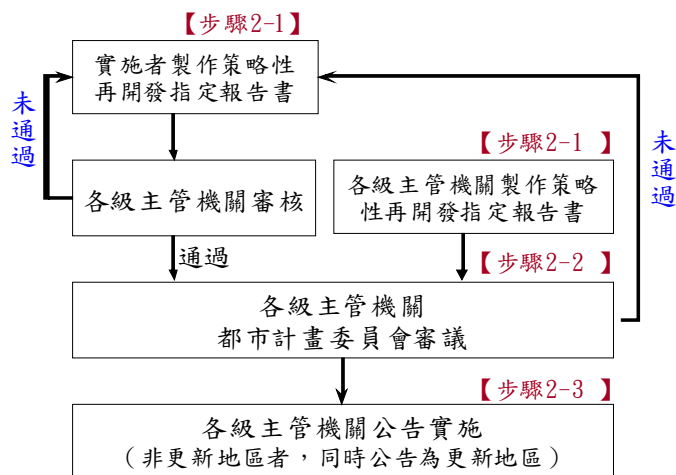 【步驟2-1】
實施者製作策略性
再開發指定報告書
未通過
未通過
【步驟2-1】
各級主管機關審核
各級主管機關製作策略
性再開發指定報告書
通過
【步驟2-2 】
各級主管機關
都市計畫委員會審議
【步驟2-3 】
各級主管機關公告實施
（非更新地區者，同時公告為更新地區）